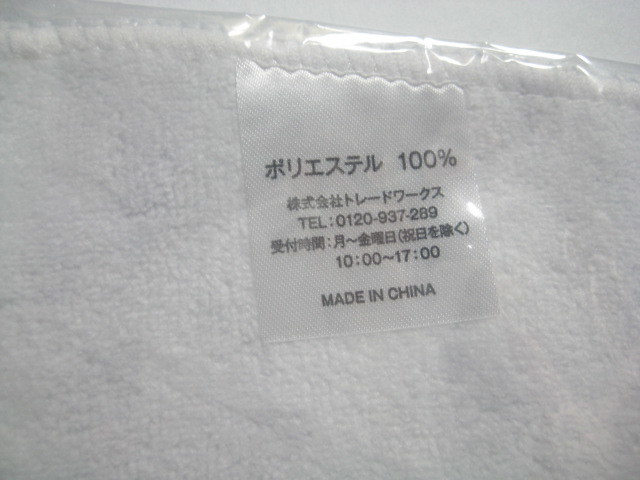 ポリエステル 100%
株式会社トレードワークス
TEL:0120-937-289
受付時間:月~金曜日(祝日を除く)
10:00~17:00
MADE IN CHINA